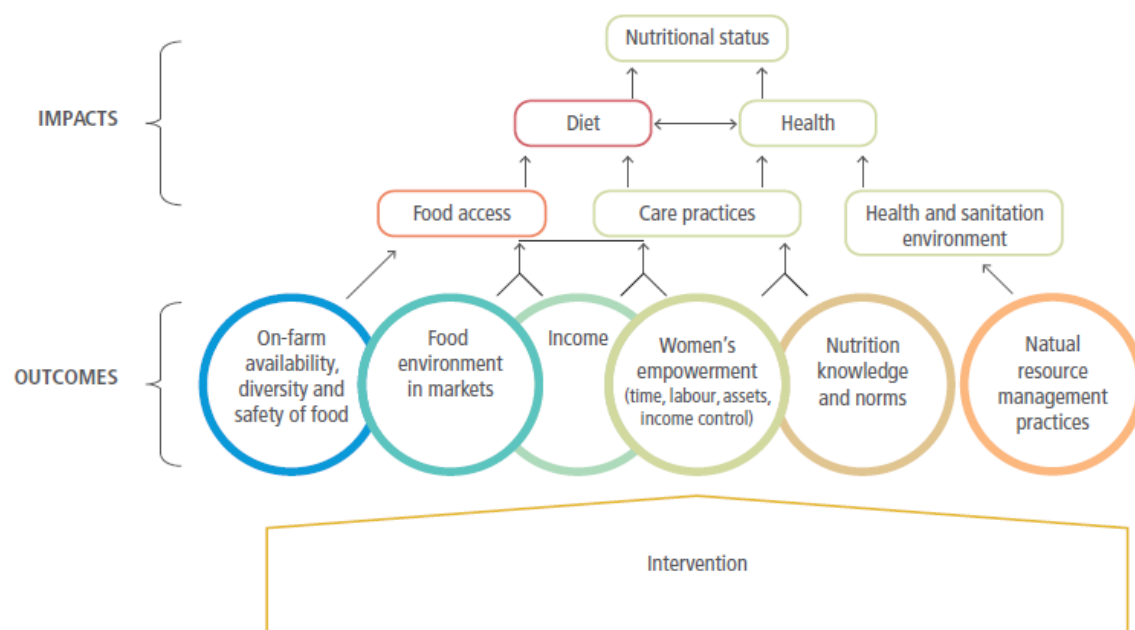 Nutritional status
IMPACTS
Diet
Health
Food access
Care practices
Health and sanitation
environment
OUTCOMES
On-farm
availability,
diversity and
safety of food
Food
environment
in markets
Income
Women's
empowerment
(time, labour, assets,
income control)
Nutrition
knowledge
and norms
Natual
resource
management
practices
Intervention